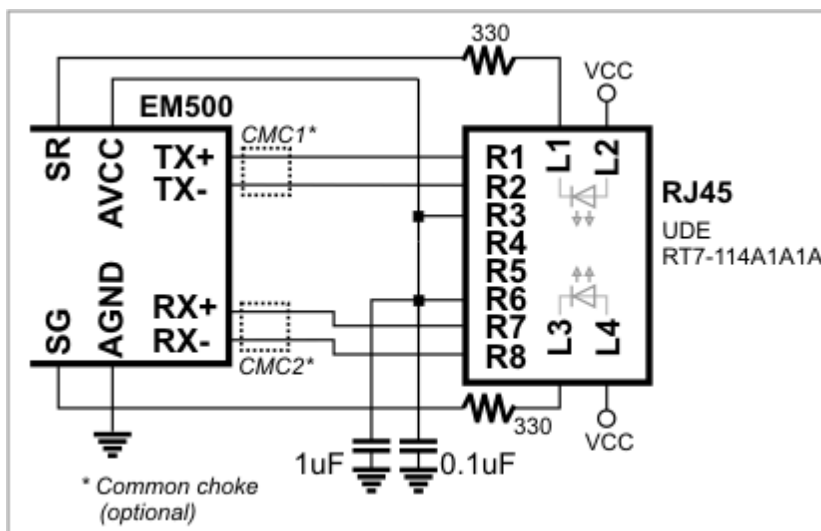 330
VCC
EM500
CMC1*
SR
AVCC
TX+
TX-
R1
R2
R3
R4
R5
R6
R7
R8
L1
L2
RJ45
UDE
RT7-114A1A1A
SG
AGND
RX+
RX-
L3
L4
CMC2*
330
VCC
1uF
0.1uF
* Common choke
(optional)